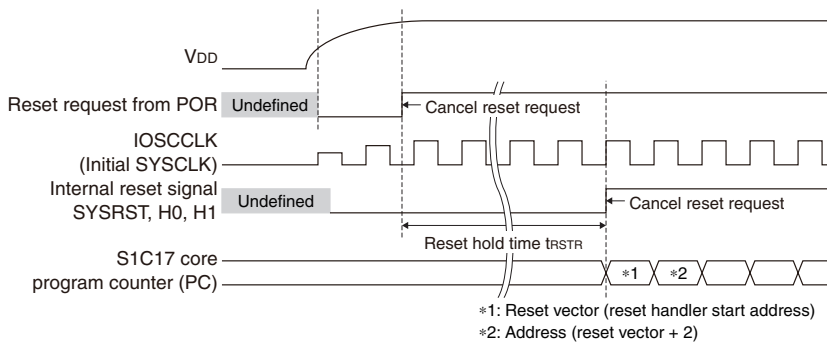 VDD
Reset request from POR
Undefined
Cancel reset request
IOSCCLK
(Initial SYSCLK)
Internal reset signal
SYSRST, H0, H1
Undefined
Cancel reset request
Reset hold time tRSTR
S1C17 core
program counter (PC)
*1
*2
*1: Reset vector (reset handler start address)
*2: Address (reset vector + 2)